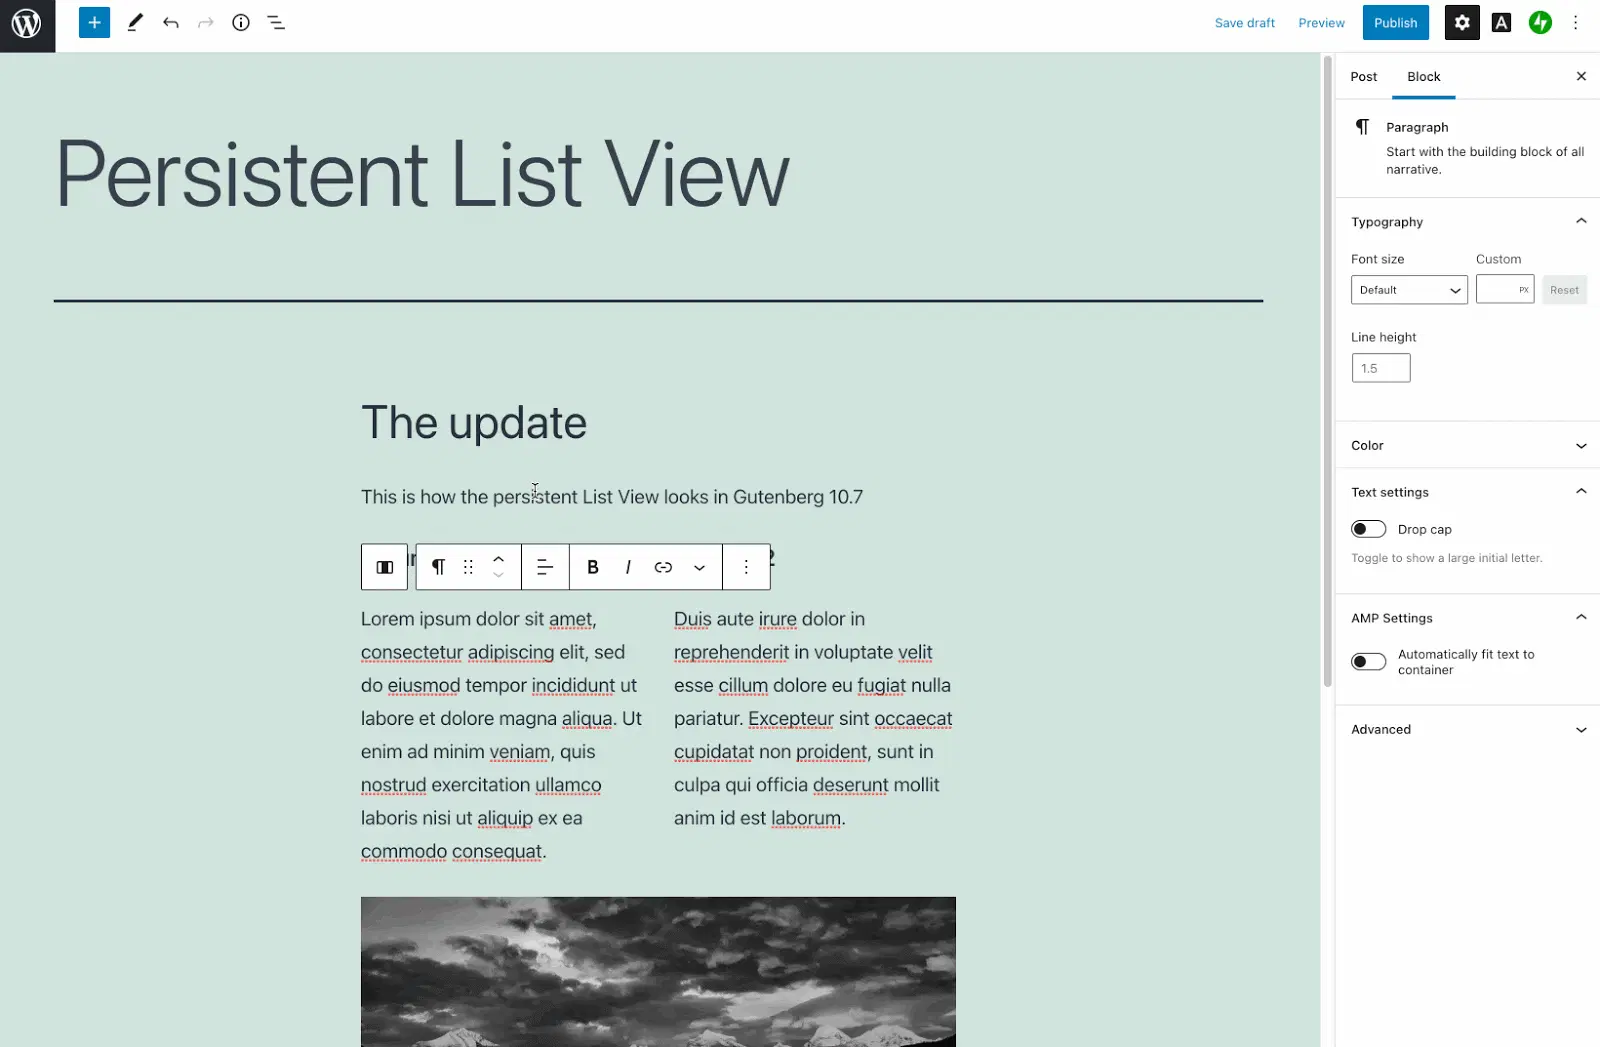 Save draft
Preview
Publish
Post
Block
Persistent List View
Paragraph
Start with the building block of all
narrative.
Typography
Font size
Custom
Default
PX
Reset
Line height
1.5
The update
This is how the persistent List View looks in Gutenberg 10.7
B I
Lorem ipsum dolor sit amet,
consectetur adipiscing elit, sed
do eiusmod tempor incididunt ut
labore et dolore magna aliqua. Ut
enim ad minim veniam, quis
nostrud exercitation ullamco
laboris nisi ut aliquip ex ea
commodo consequat.
Duis aute irure dolor in
reprehenderit in voluptate velit
esse cillum dolore eu fugiat nulla
pariatur. Excepteur sint occaecat
cupidatat non proident, sunt in
culpa qui officia deserunt mollit
anim id est laborum.
Color
Text settings
Drop cap
Toggle to show a large initial letter.
AMP Settings
Automatically fit text to
container
Advanced